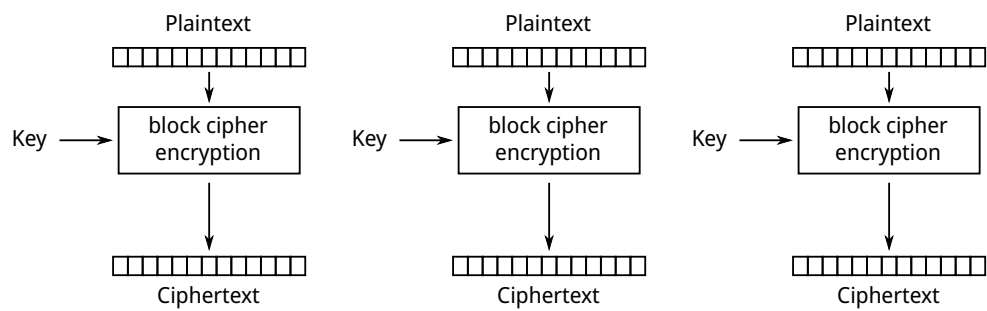 Plaintext Plaintext Plaintext
Key block cipher encryption Key block cipher encryption Key block cipher encryption
Ciphertext Ciphertext Ciphertext